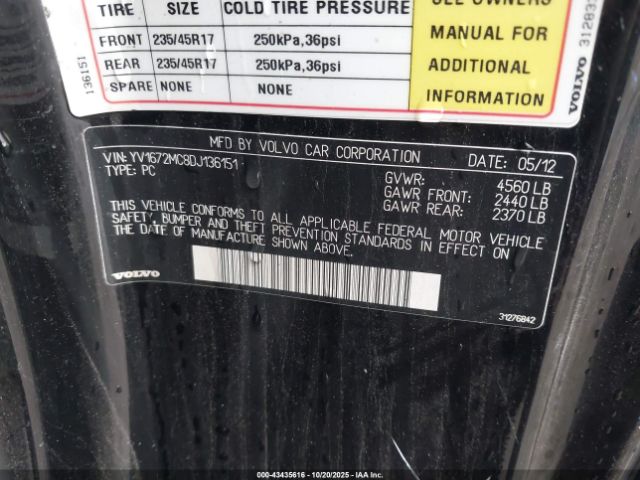 TIRE SIZE COLD TIRE PRESSURE
FRONT 235/45R17 250kPa,36psi
REAR 235/45R17 250kPa,36psi
SPARE NONE NONE
SEE OWNERS
MANUAL FOR
ADDITIONAL
INFORMATION
136151
VOLVO
MFD BY VOLVO CAR CORPORATION DATE: 05/12
VIN: YV1672MC8DJ136151
TYPE: PC
GVWR: 4560 LB
GAWR FRONT: 2440 LB
GAWR REAR: 2370 LB
THIS VEHICLE CONFORMS TO ALL APPLICABLE FEDERAL MOTOR VEHICLE
SAFETY, BUMPER AND THEFT PREVENTION STANDARDS IN EFFECT ON
THE DATE OF MANUFACTURE SHOWN ABOVE.
VOLVO
31276842
000-43435616 | 10/20/2025 - IAAI.COM